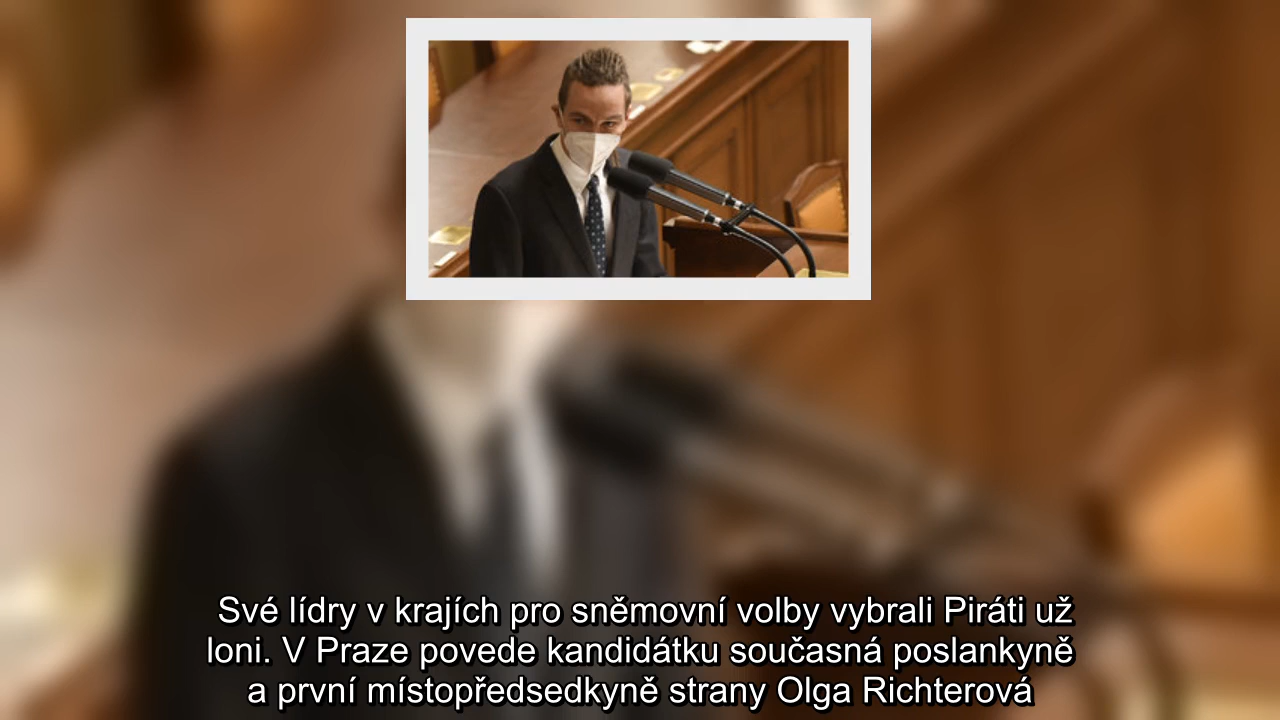 Své lídry v krajích pro sněmovní volby vybrali Piráti už
loni. V Praze povede kandidátku současná poslankyně
a první místopředsedkyně strany Olga Richterová